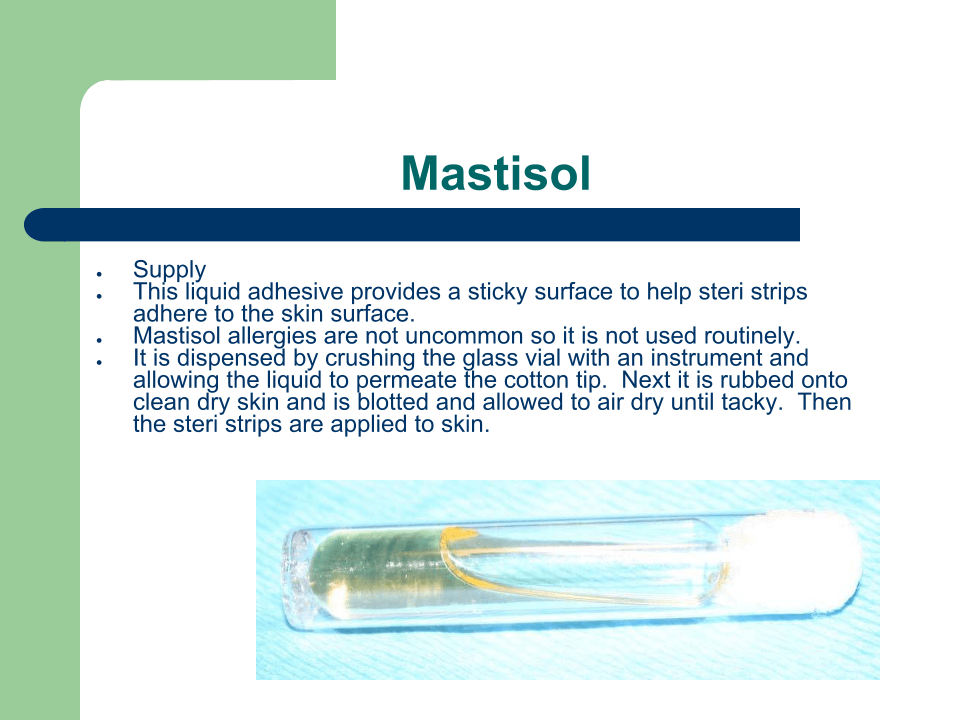 Mastisol
● Supply
● This liquid adhesive provides a sticky surface to help steri strips
adhere to the skin surface.
● Mastisol allergies are not uncommon so it is not used routinely.
● It is dispensed by crushing the glass vial with an instrument and
allowing the liquid to permeate the cotton tip.  Next it is rubbed onto
clean dry skin and is blotted and allowed to air dry until tacky.  Then
the steri strips are applied to skin.